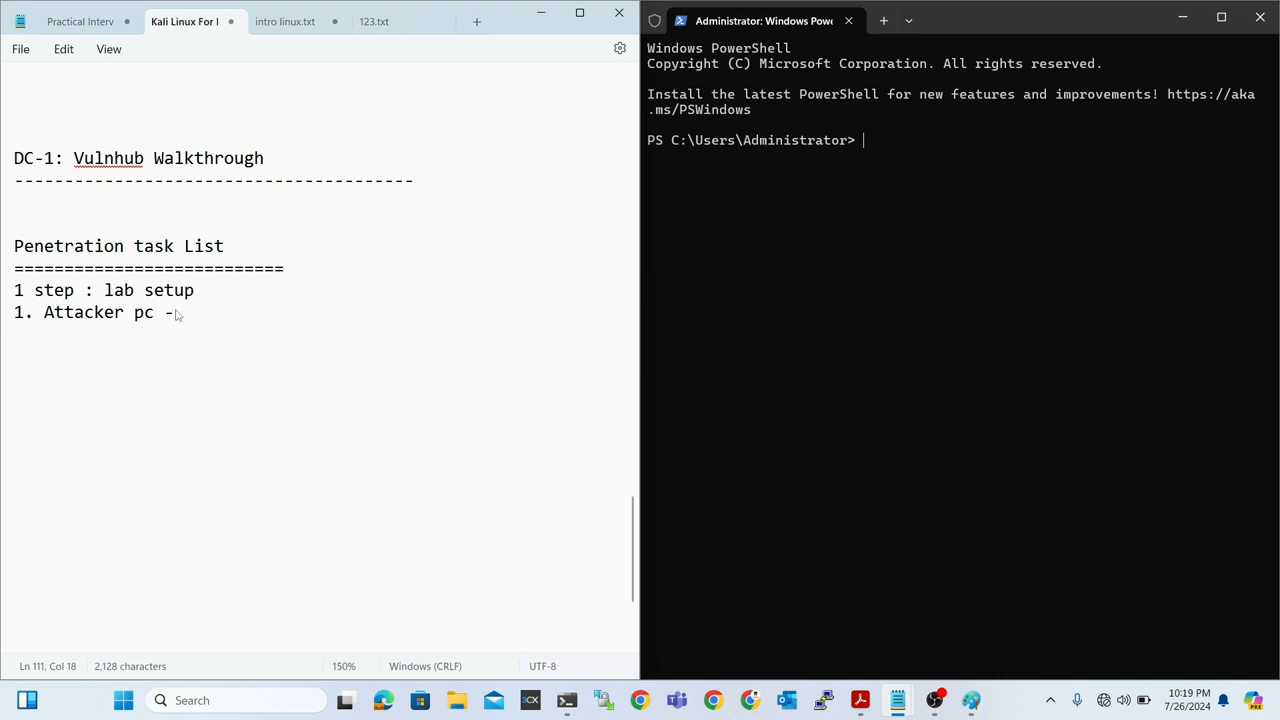 Practical Interv
Kali Linux For I
intro linux.txt
123.txt
File
Edit
View
DC-1: Vulnhub Walkthrough
----------------------------------------
Penetration task List
===========================
1 step : lab setup
1. Attacker pc -
Ln 111, Col 18
2,128 characters
150%
Windows (CRLF)
UTF-8
Administrator: Windows Pow
Windows PowerShell
Copyright (C) Microsoft Corporation. All rights reserved.
Install the latest PowerShell for new features and improvements! https://aka
.ms/PSWindows
PS C:\Users\Administrator>
Search
10:19 PM
7/26/2024
PRE